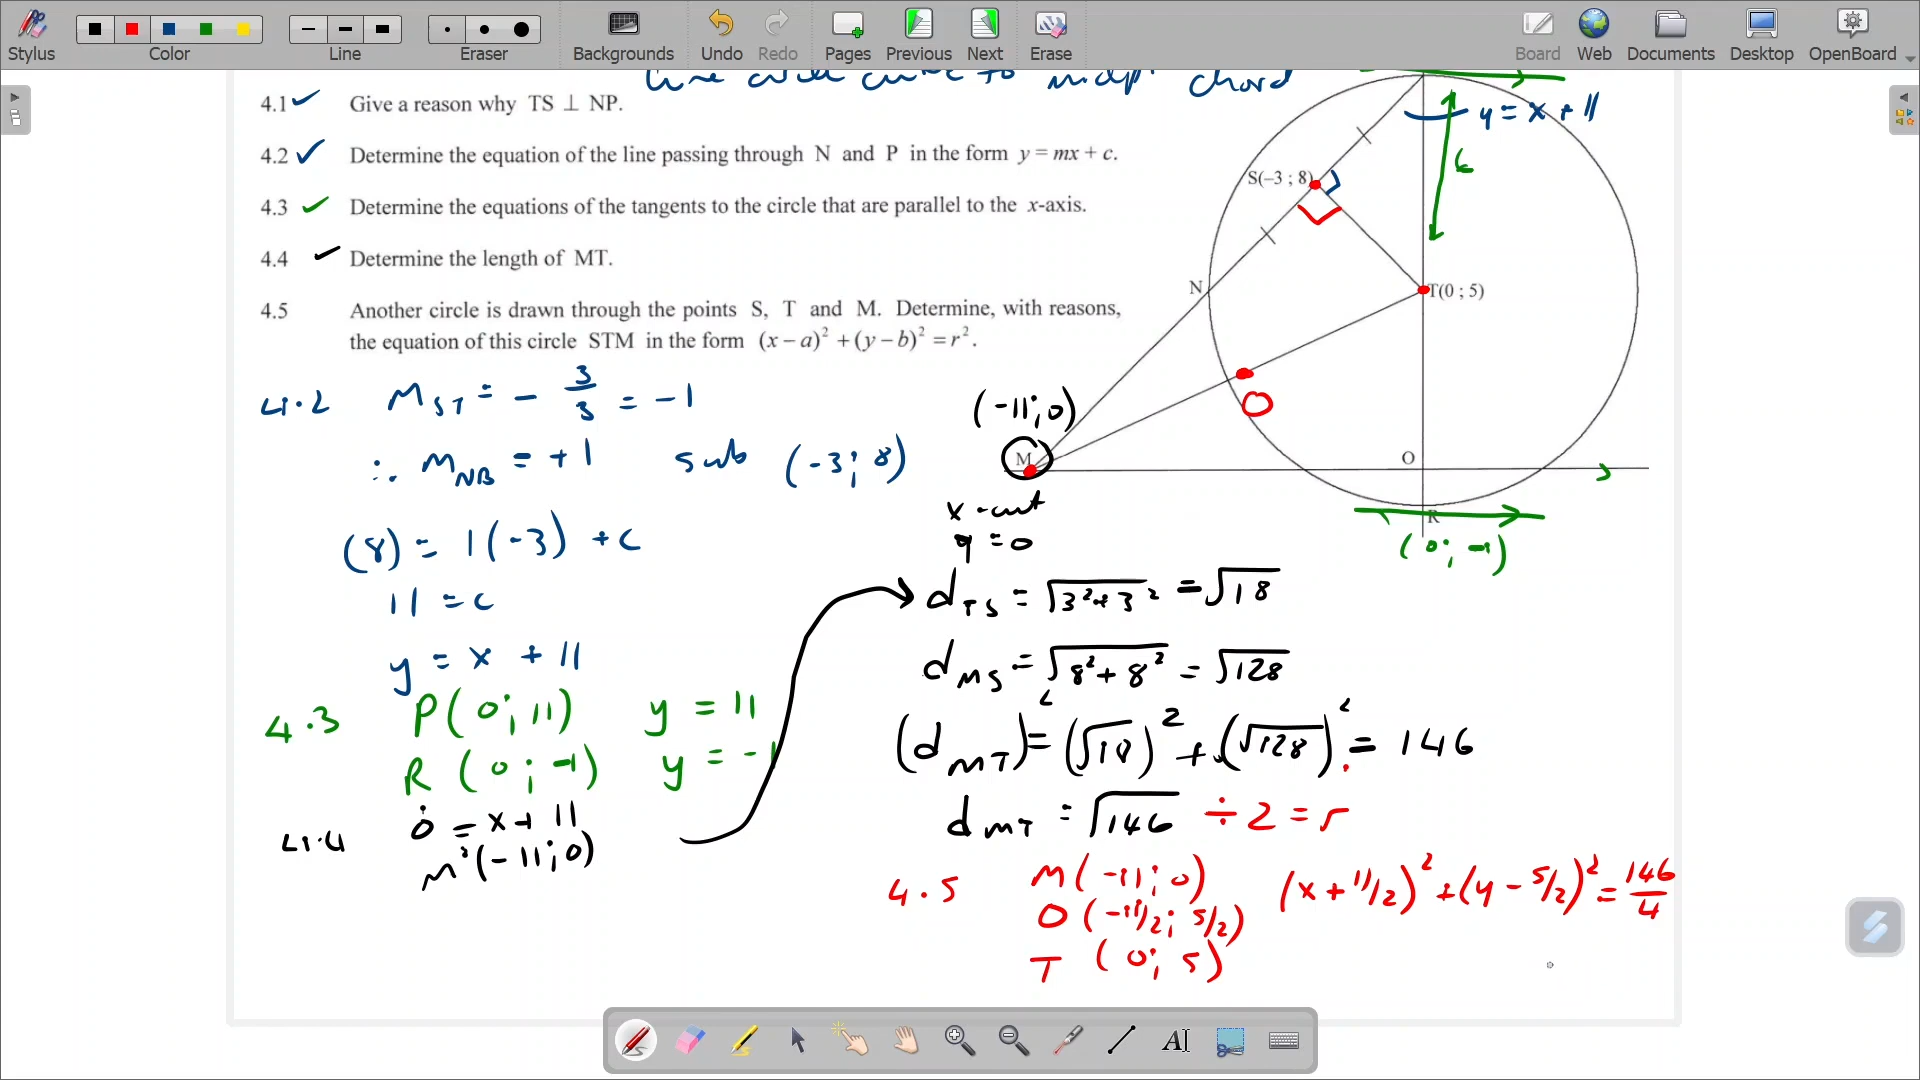 Stylus Color Line Eraser Backgrounds Undo Redo Pages Previous Next Erase Board Web Documents Desktop OpenBoard
line circle to midpt chord
4.1 Give a reason why TS ⊥ NP.
4.2 Determine the equation of the line passing through N and P in the form y = mx + c.
4.3 Determine the equations of the tangents to the circle that are parallel to the x-axis.
4.4 Determine the length of MT.
4.5 Another circle is drawn through the points S, T and M. Determine, with reasons,
the equation of this circle STM in the form (x – a)² + (y – b)² = r².
y = x + 11
6
S(–3 ; 8)
N
T(0 ; 5)
O
(-11; 0)
M
O
x-cut
y = 0
R
(0; -1)
4.2 M_ST = - 3/3 = -1
∴ M_NB = +1 sub (-3; 8)
(8) = 1(-3) + c
11 = c
y = x + 11
4.3 P(0; 11) y = 11
R (0; -1) y = -1
4.4 0 = x + 11
M (-11; 0)
d_TS = √3²+3² = √18
d_MS = √8²+8² = √128
(d_MT)² = (√18)² + (√128)² = 146
d_MT = √146 ÷ 2 = r
4.5 M(-11; 0) (x + 11/2)² + (y - 5/2)² = 146/4
O (-11/2; 5/2)
T (0; 5)